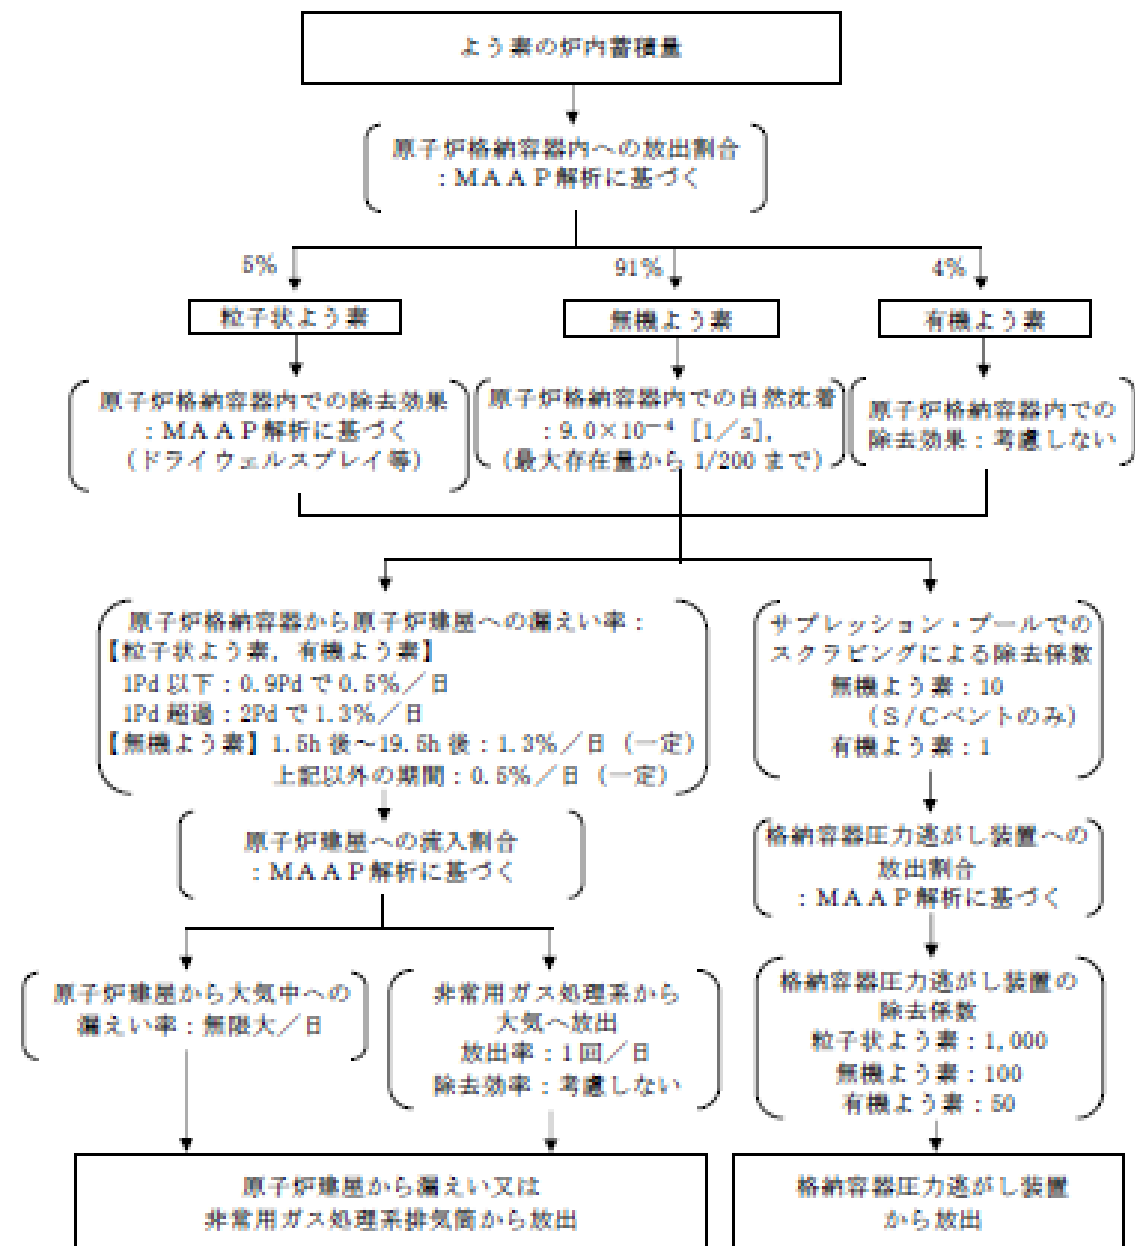 よう素の炉内蓄積量
原子炉格納容器内への放出割合
：ＭＡＡＰ解析に基づく
5%
91%
4%
粒子状よう素
無機よう素
有機よう素
原子炉格納容器内での除去効果
：ＭＡＡＰ解析に基づく
（ドライウェルスプレイ等）
原子炉格納容器内での自然沈着
：9.0×10⁻⁴ [1／s]，
（最大存在量から 1/200 まで）
原子炉格納容器内での
除去効果：考慮しない
原子炉格納容器から原子炉建屋への漏えい率：
【粒子状よう素，有機よう素】
1Pd 以下：0.9Pd で 0.5%／日
1Pd 超過：2Pd で 1.3%／日
【無機よう素】1.5h 後～19.5h 後：1.3%／日（一定）
上記以外の期間：0.5%／日（一定）
サプレッション・プールでの
スクラビングによる除去係数
無機よう素：10
（Ｓ/Ｃベントのみ）
有機よう素：1
原子炉建屋への流入割合
：ＭＡＡＰ解析に基づく
格納容器圧力逃がし装置への
放出割合
：ＭＡＡＰ解析に基づく
原子炉建屋から大気中への
漏えい率：無限大／日
非常用ガス処理系から
大気へ放出
放出率：1回／日
除去効率：考慮しない
格納容器圧力逃がし装置の
除去係数
粒子状よう素：1,000
無機よう素：100
有機よう素：50
原子炉建屋から漏えい又は
非常用ガス処理系排気筒から放出
格納容器圧力逃がし装置
から放出